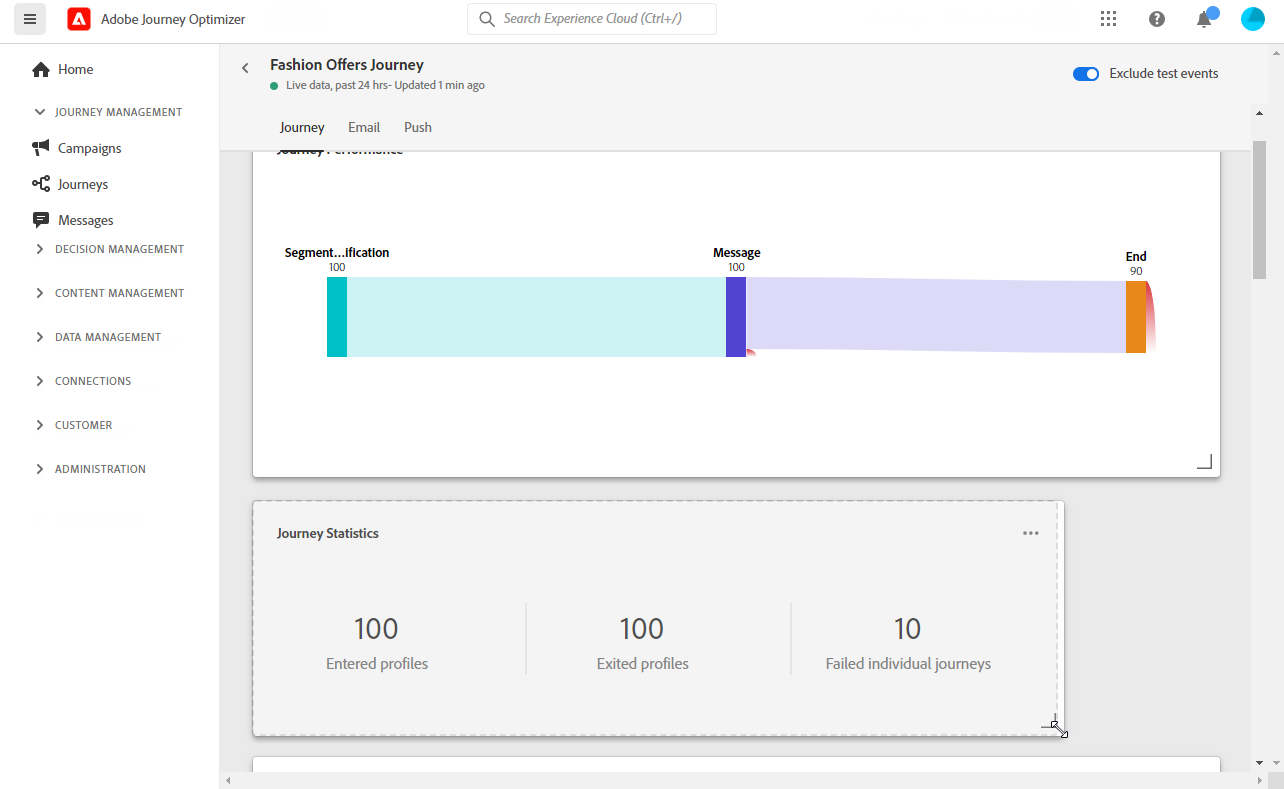 Adobe Journey Optimizer
Search Experience Cloud (Ctrl+/)
Home
JOURNEY MANAGEMENT
Campaigns
Journeys
Messages
DECISION MANAGEMENT
CONTENT MANAGEMENT
DATA MANAGEMENT
CONNECTIONS
CUSTOMER
ADMINISTRATION
Fashion Offers Journey
Live data, past 24 hrs- Updated 1 min ago
Exclude test events
Journey Email Push
Journey Performance
Segment...ification
100
Message
100
End
90
Journey Statistics
100
Entered profiles
100
Exited profiles
10
Failed individual journeys